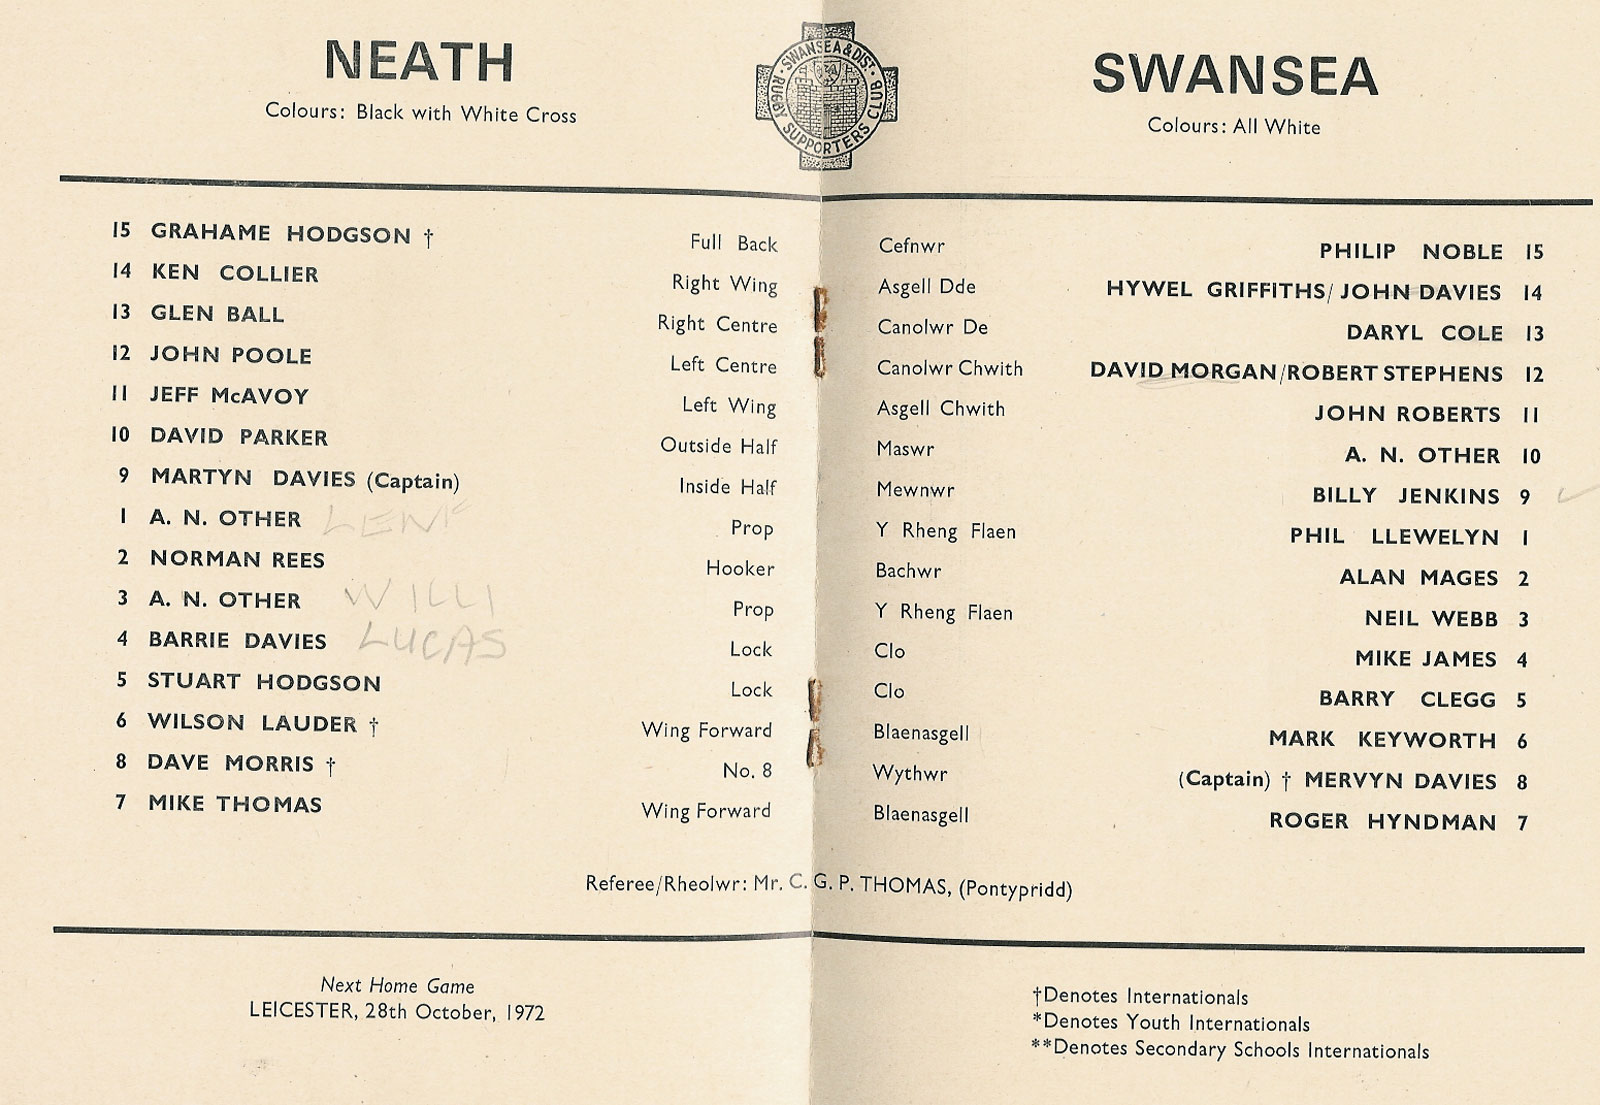 NEATH
Colours: Black with White Cross
SWANSEA & DIST. RUGBY SUPPORTERS CLUB
SWANSEA
Colours: All White
15 GRAHAME HODGSON † Full Back Cefnwr PHILIP NOBLE 15
14 KEN COLLIER Right Wing Asgell Dde HYWEL GRIFFITHS/ JOHN DAVIES 14
13 GLEN BALL Right Centre Canolwr De DARYL COLE 13
12 JOHN POOLE Left Centre Canolwr Chwith DAVID MORGAN/ROBERT STEPHENS 12
11 JEFF McAVOY Left Wing Asgell Chwith JOHN ROBERTS 11
10 DAVID PARKER Outside Half Maswr A. N. OTHER 10
9 MARTYN DAVIES (Captain) Inside Half Mewnwr BILLY JENKINS 9
1 A. N. OTHER Prop Y Rheng Flaen PHIL LLEWELYN 1
2 NORMAN REES Hooker Bachwr ALAN MAGES 2
3 A. N. OTHER WILLI Prop Y Rheng Flaen NEIL WEBB 3
4 BARRIE DAVIES LUCAS Lock Clo MIKE JAMES 4
5 STUART HODGSON Lock Clo BARRY CLEGG 5
6 WILSON LAUDER † Wing Forward Blaenasgell MARK KEYWORTH 6
8 DAVE MORRIS † No. 8 Wythwr (Captain) † MERVYN DAVIES 8
7 MIKE THOMAS Wing Forward Blaenasgell ROGER HYNDMAN 7
Referee/Rheolwr: Mr. C. G. P. THOMAS, (Pontypridd)
Next Home Game
LEICESTER, 28th October, 1972
†Denotes Internationals
*Denotes Youth Internationals
**Denotes Secondary Schools Internationals